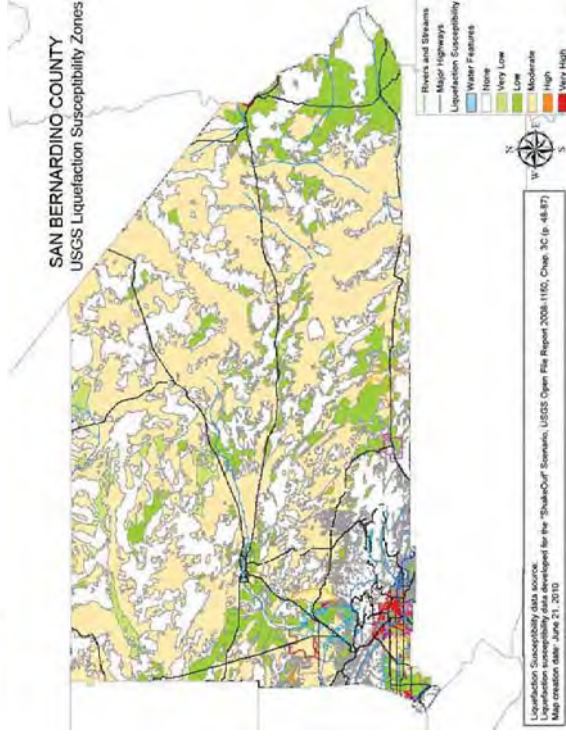 SAN BERNARDINO COUNTY
USGS Liquefaction Susceptibility Zones
Rivers and Streams
Major Highways
Liquefaction Susceptibility
Water Features
None
Very Low
Low
Moderate
High
Very High
N
W
E
S
Liquefaction Susceptibility data source:
Liquefaction susceptibility data developed for the "ShakeOut" Scenario, USGS Open File Report 2008-1150, Chap. 3C (p. 48-87)
Map creation date: June 21, 2010